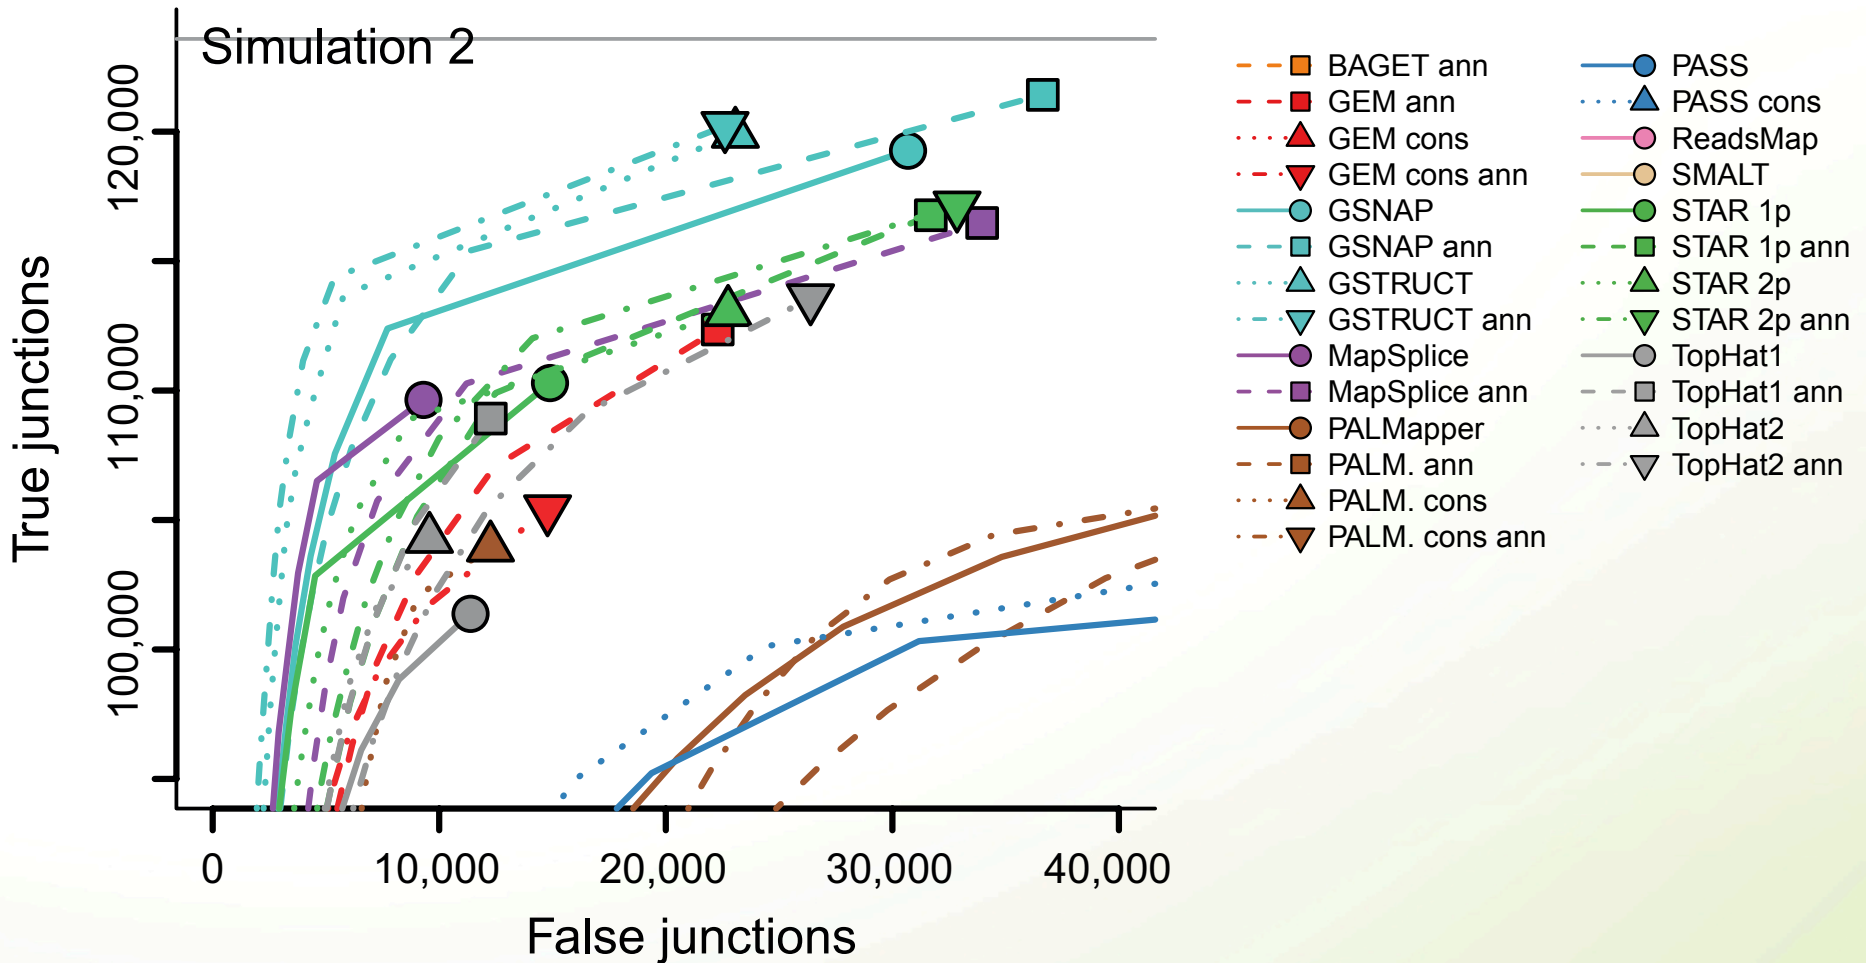 Simulation 2
True junctions
120,000
110,000
100,000
0
10,000
20,000
30,000
40,000
False junctions
BAGET ann
GEM ann
GEM cons
GEM cons ann
GSNAP
GSNAP ann
GSTRUCT
GSTRUCT ann
MapSplice
MapSplice ann
PALMapper
PALM. ann
PALM. cons
PALM. cons ann
PASS
PASS cons
ReadsMap
SMALT
STAR 1p
STAR 1p ann
STAR 2p
STAR 2p ann
TopHat1
TopHat1 ann
TopHat2
TopHat2 ann